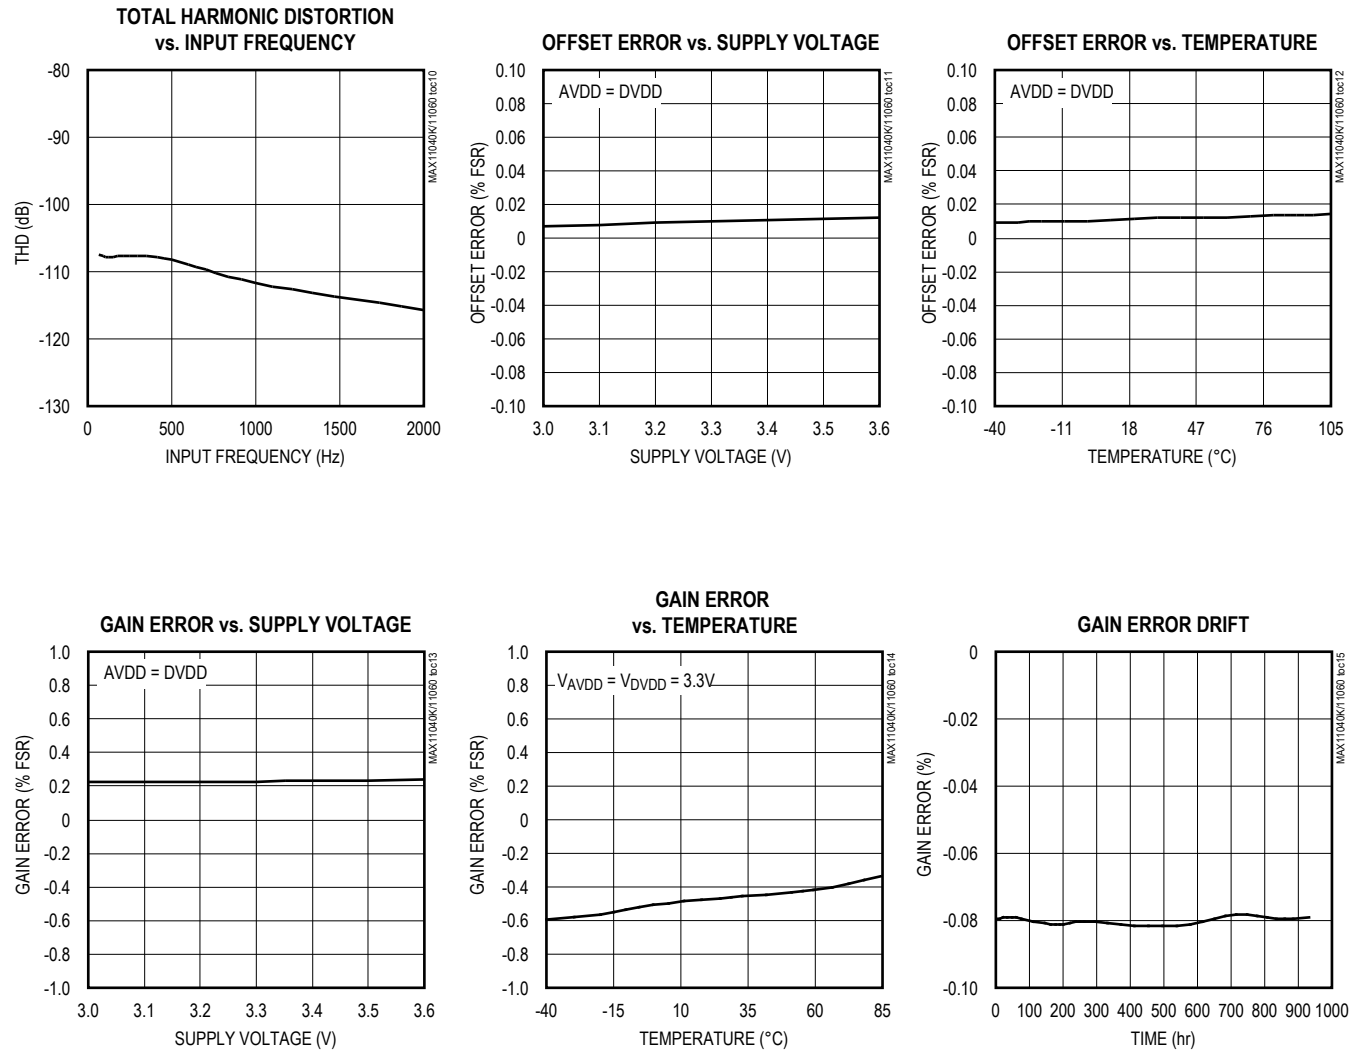 TOTAL HARMONIC DISTORTION
vs. INPUT FREQUENCY
MAX11040K/11060 toc10
THD (dB)
-80
-90
-100
-110
-120
-130
0 500 1000 1500 2000
INPUT FREQUENCY (Hz)
OFFSET ERROR vs. SUPPLY VOLTAGE
MAX11040K/11060 toc11
AVDD = DVDD
OFFSET ERROR (% FSR)
0.10
0.08
0.06
0.04
0.02
0
-0.02
-0.04
-0.06
-0.08
-0.10
3.0 3.1 3.2 3.3 3.4 3.5 3.6
SUPPLY VOLTAGE (V)
OFFSET ERROR vs. TEMPERATURE
MAX11040K/11060 toc12
AVDD = DVDD
OFFSET ERROR (% FSR)
0.10
0.08
0.06
0.04
0.02
0
-0.02
-0.04
-0.06
-0.08
-0.10
-40 -11 18 47 76 105
TEMPERATURE (°C)
GAIN ERROR vs. SUPPLY VOLTAGE
MAX11040K/11060 toc13
AVDD = DVDD
GAIN ERROR (% FSR)
1.0
0.8
0.6
0.4
0.2
0
-0.2
-0.4
-0.6
-0.8
-1.0
3.0 3.1 3.2 3.3 3.4 3.5 3.6
SUPPLY VOLTAGE (V)
GAIN ERROR
vs. TEMPERATURE
MAX11040K/11060 toc14
VAVDD = VDVDD = 3.3V
GAIN ERROR (% FSR)
1.0
0.8
0.6
0.4
0.2
0
-0.2
-0.4
-0.6
-0.8
-1.0
-40 -15 10 35 60 85
TEMPERATURE (°C)
GAIN ERROR DRIFT
MAX11040K/11060 toc15
GAIN ERROR (%)
0
-0.02
-0.04
-0.06
-0.08
-0.10
0 100 200 300 400 500 600 700 800 900 1000
TIME (hr)